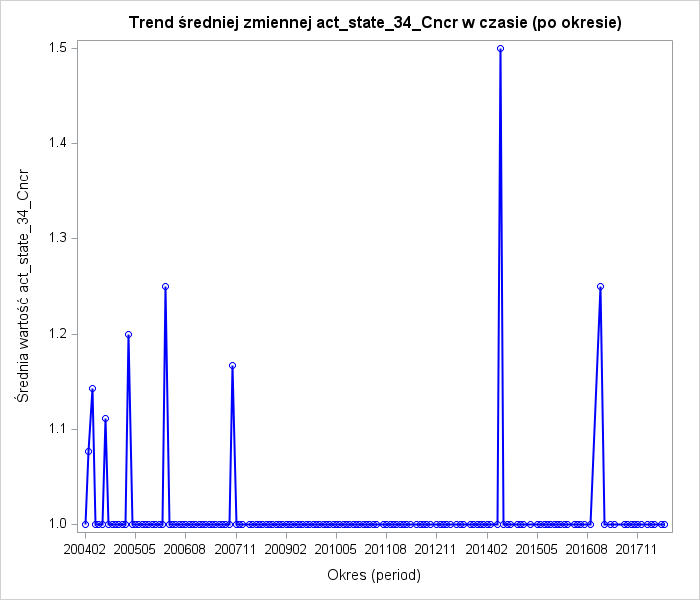 Trend średniej zmiennej act_state_34_Cncr w czasie (po okresie)
Średnia wartość act_state_34_Cncr
1.5
1.4
1.3
1.2
1.1
1.0
200402 200505 200608 200711 200902 201005 201108 201211 201402 201505 201608 201711
Okres (period)